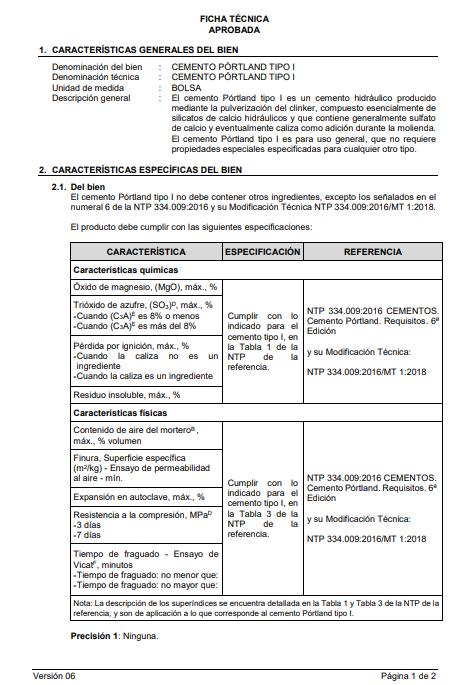 FICHA TÉCNICA
APROBADA
1. CARACTERÍSTICAS GENERALES DEL BIEN
Denominación del bien : CEMENTO PÓRTLAND TIPO I
Denominación técnica : CEMENTO PÓRTLAND TIPO I
Unidad de medida : BOLSA
Descripción general : El cemento Pórtland tipo I es un cemento hidráulico producido
mediante la pulverización del clinker, compuesto esencialmente de
silicatos de calcio hidráulicos y que contiene generalmente sulfato
de calcio y eventualmente caliza como adición durante la molienda.
El cemento Pórtland tipo I es para uso general, que no requiere
propiedades especiales especificadas para cualquier otro tipo.
2. CARACTERÍSTICAS ESPECÍFICAS DEL BIEN
2.1. Del bien
El cemento Pórtland tipo I no debe contener otros ingredientes, excepto los señalados en el
numeral 6 de la NTP 334.009:2016 y su Modificación Técnica NTP 334.009:2016/MT 1:2018.
El producto debe cumplir con las siguientes especificaciones:
CARACTERÍSTICA ESPECIFICACIÓN REFERENCIA
Características químicas
Óxido de magnesio, (MgO), máx., %
Trióxido de azufre, (SO₃)ᴰ, máx., %
-Cuando (C₃A)ᴱ es 8% o menos
-Cuando (C₃A)ᴱ es más del 8%
Pérdida por ignición, máx., %
-Cuando la caliza no es un
ingrediente
-Cuando la caliza es un ingrediente
Residuo insoluble, máx., %
Cumplir con lo
indicado para el
cemento tipo I, en
la Tabla 1 de la
NTP de la
referencia.
NTP 334.009:2016 CEMENTOS.
Cemento Pórtland. Requisitos. 6ª
Edición
y su Modificación Técnica:
NTP 334.009:2016/MT 1:2018
Características físicas
Contenido de aire del morteroᴮ,
máx., % volumen
Finura, Superficie específica
(m²/kg) - Ensayo de permeabilidad
al aire - mín.
Expansión en autoclave, máx., %
Resistencia a la compresión, MPaᴰ
-3 días
-7 días
Tiempo de fraguado - Ensayo de
Vicatᶠ, minutos
-Tiempo de fraguado: no menor que:
-Tiempo de fraguado: no mayor que:
Cumplir con lo
indicado para el
cemento tipo I, en
la Tabla 3 de la
NTP de la
referencia.
NTP 334.009:2016 CEMENTOS.
Cemento Pórtland. Requisitos. 6ª
Edición
y su Modificación Técnica:
NTP 334.009:2016/MT 1:2018
Nota: La descripción de los superíndices se encuentra detallada en la Tabla 1 y Tabla 3 de la NTP de la
referencia, y son de aplicación a lo que corresponde al cemento Pórtland tipo I.
Precisión 1: Ninguna.
Versión 06 Página 1 de 2